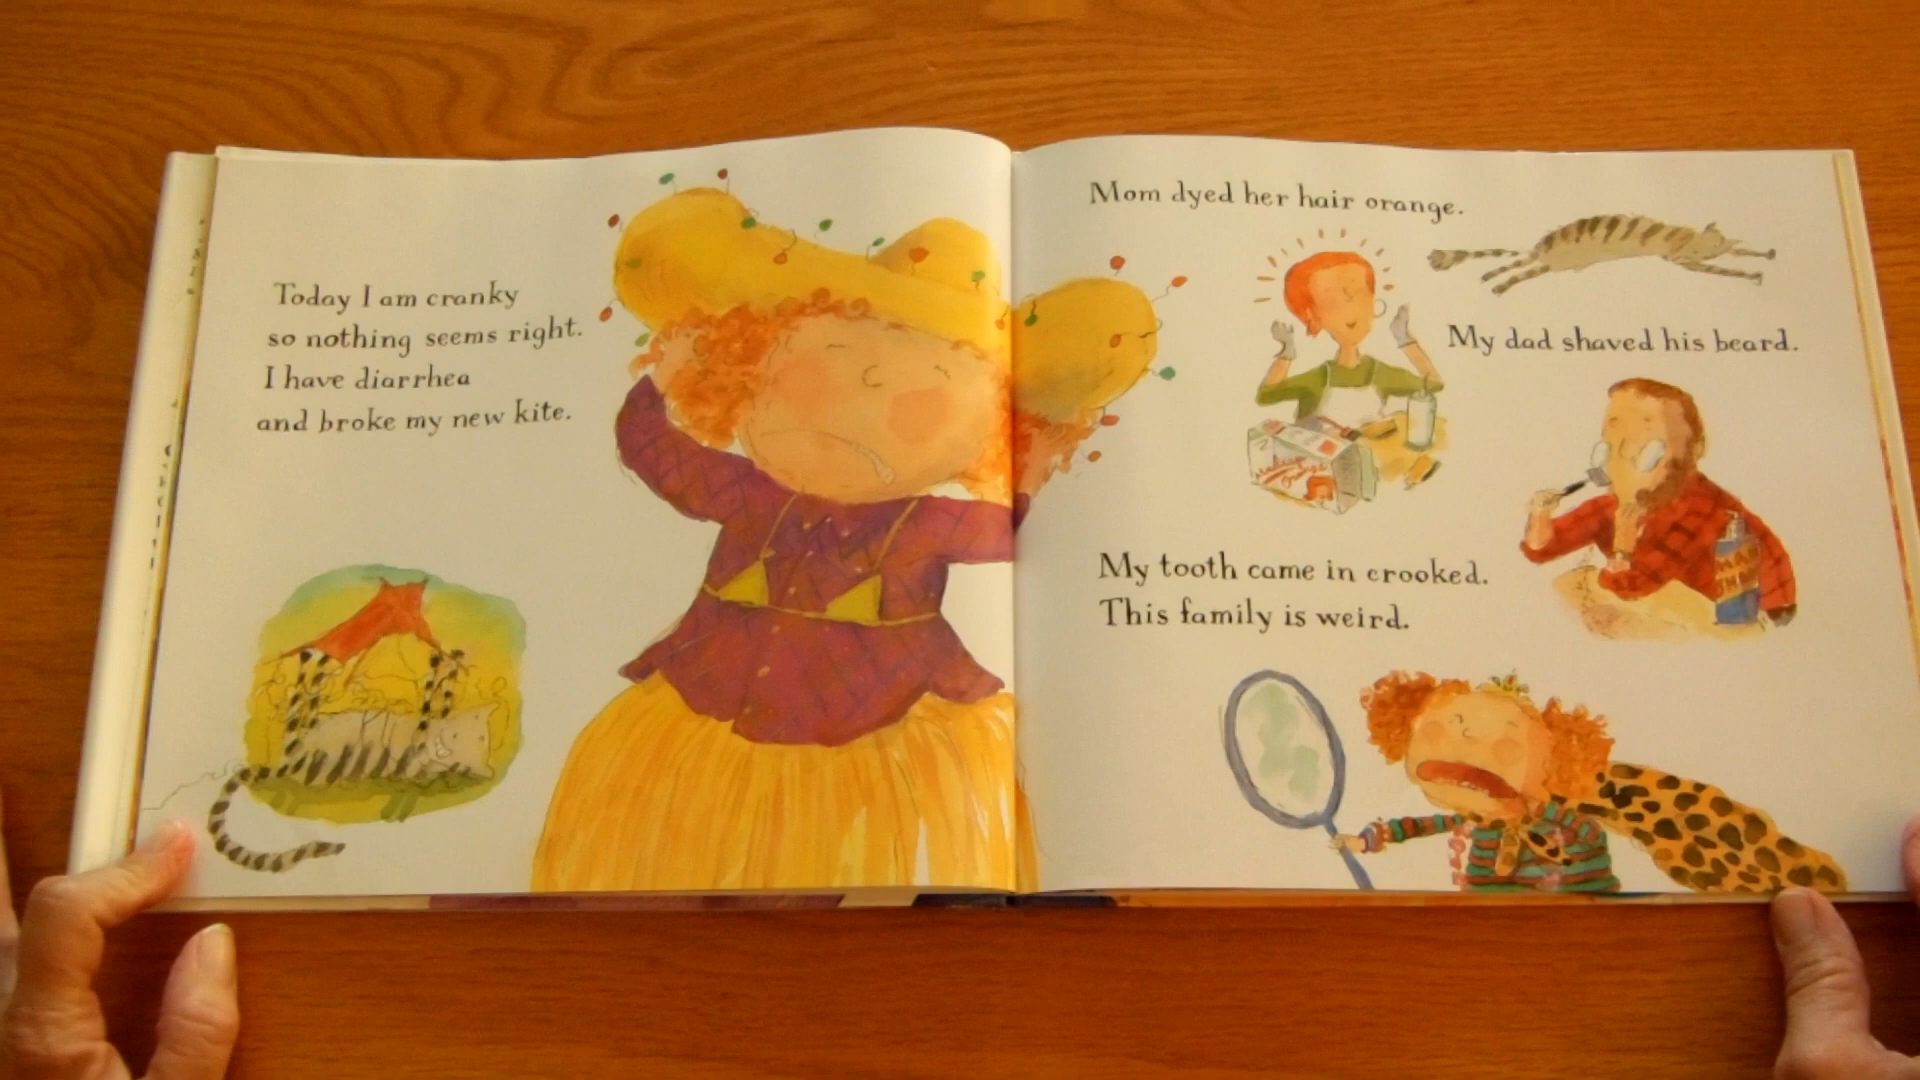 Today I am cranky
so nothing seems right.
I have diarrhea
and broke my new kite.
Mom dyed her hair orange.
My dad shaved his beard.
My tooth came in crooked.
This family is weird.